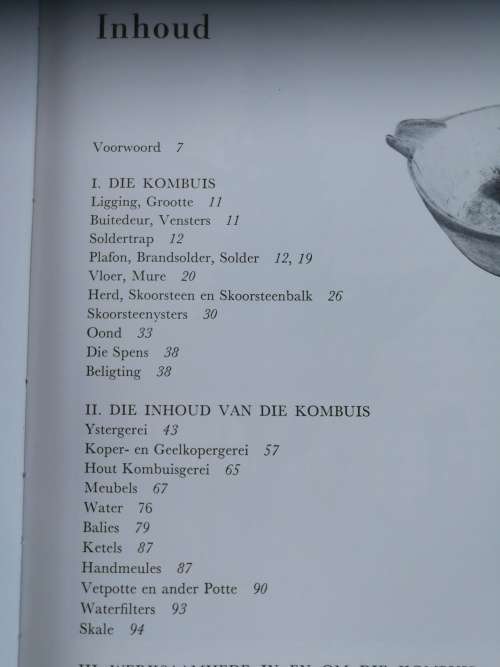 Inhoud
Voorwoord 7
I. DIE KOMBUIS
Ligging, Grootte 11
Buitedeur, Vensters 11
Soldertrap 12
Plafon, Brandsolder, Solder 12, 19
Vloer, Mure 20
Herd, Skoorsteen en Skoorsteenbalk 26
Skoorsteenysters 30
Oond 33
Die Spens 38
Beligting 38
II. DIE INHOUD VAN DIE KOMBUIS
Ystergerei 43
Koper- en Geelkopergerei 57
Hout Kombuisgerei 65
Meubels 67
Water 76
Balies 79
Ketels 87
Handmeules 87
Vetpotte en ander Potte 90
Waterfilters 93
Skale 94